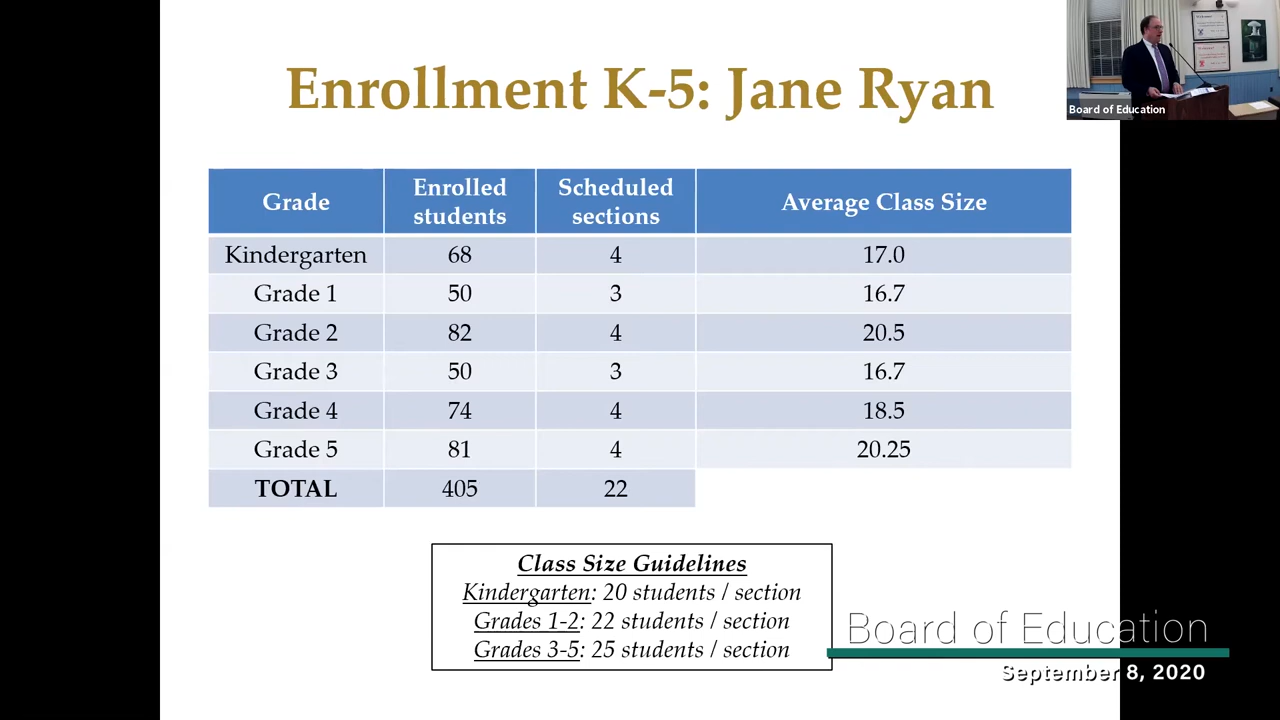 Enrollment K-5: Jane Ryan
Board of Education
Grade Enrolled students Scheduled sections Average Class Size
Kindergarten 68 4 17.0
Grade 1 50 3 16.7
Grade 2 82 4 20.5
Grade 3 50 3 16.7
Grade 4 74 4 18.5
Grade 5 81 4 20.25
TOTAL 405 22
Class Size Guidelines
Kindergarten: 20 students / section
Grades 1-2: 22 students / section
Grades 3-5: 25 students / section
Board of Education
September 8, 2020